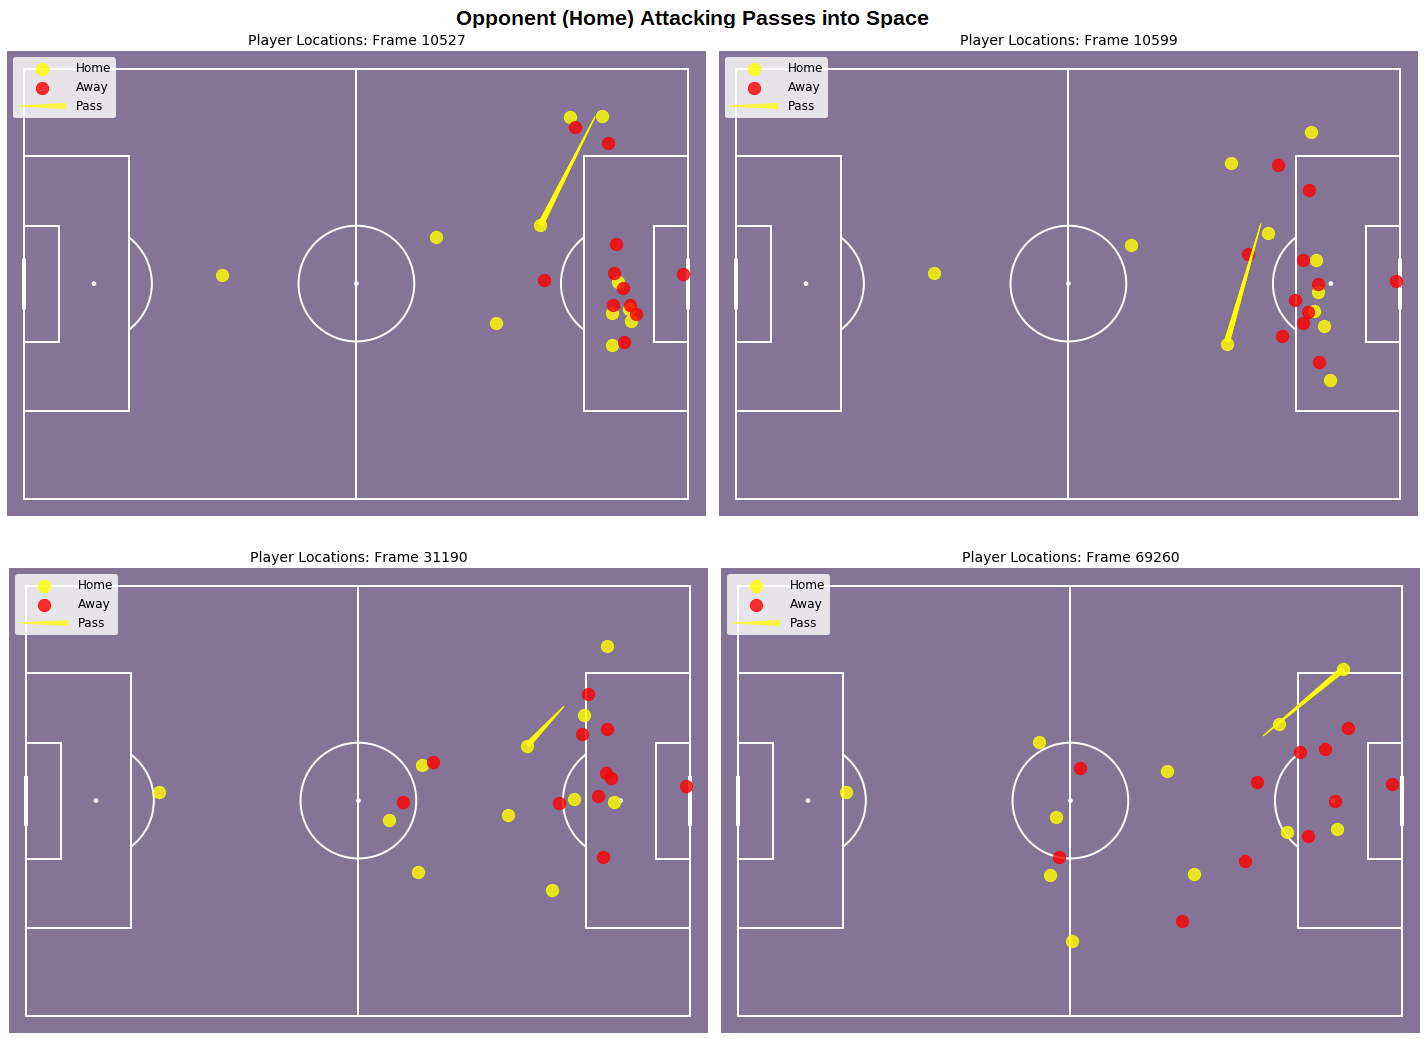 Opponent (Home) Attacking Passes into Space
Player Locations: Frame 10527
Home
Away
Pass
Player Locations: Frame 10599
Home
Away
Pass
Player Locations: Frame 31190
Home
Away
Pass
Player Locations: Frame 69260
Home
Away
Pass